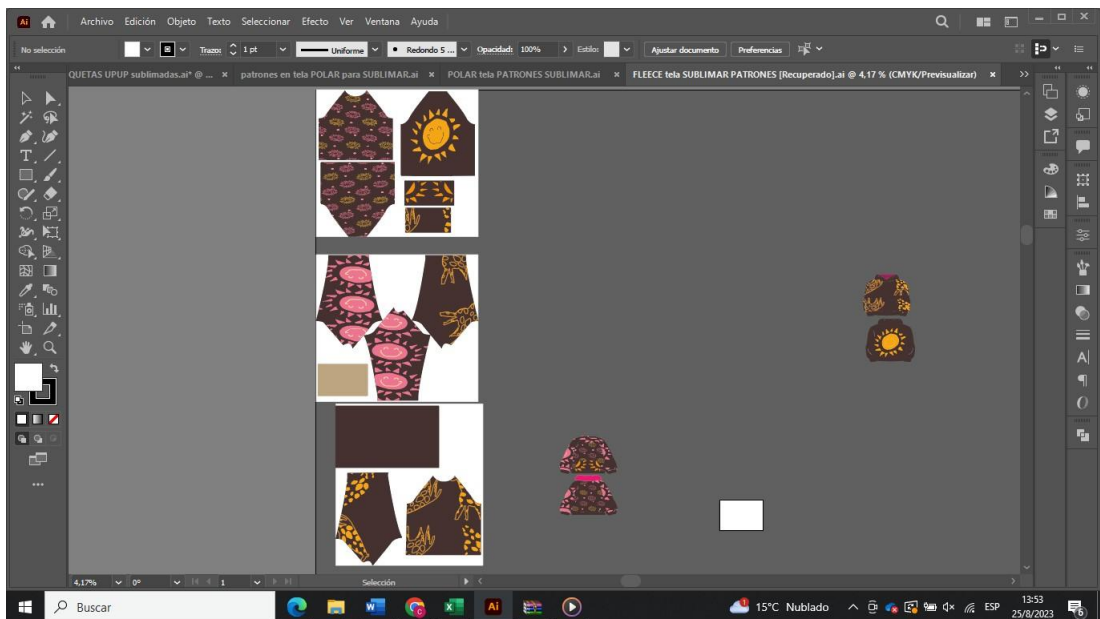 Ai Archivo Edición Objeto Texto Seleccionar Efecto Ver Ventana Ayuda
No selección Trazo: 1 pt Uniforme Redondo 5 ... Opacidad: 100% Estilo: Ajustar documento Preferencias
QUETAS UPUP sublimadas.ai* @ ... × patrones en tela POLAR para SUBLIMAR.ai × POLAR tela PATRONES SUBLIMAR.ai × FLEECE tela SUBLIMAR PATRONES [Recuperado].ai @ 4,17 % (CMYK/Previsualizar) ×
4,17% 0° 1 Selección
Buscar
Ai
15°C Nublado
ESP
13:53
25/8/2023
6